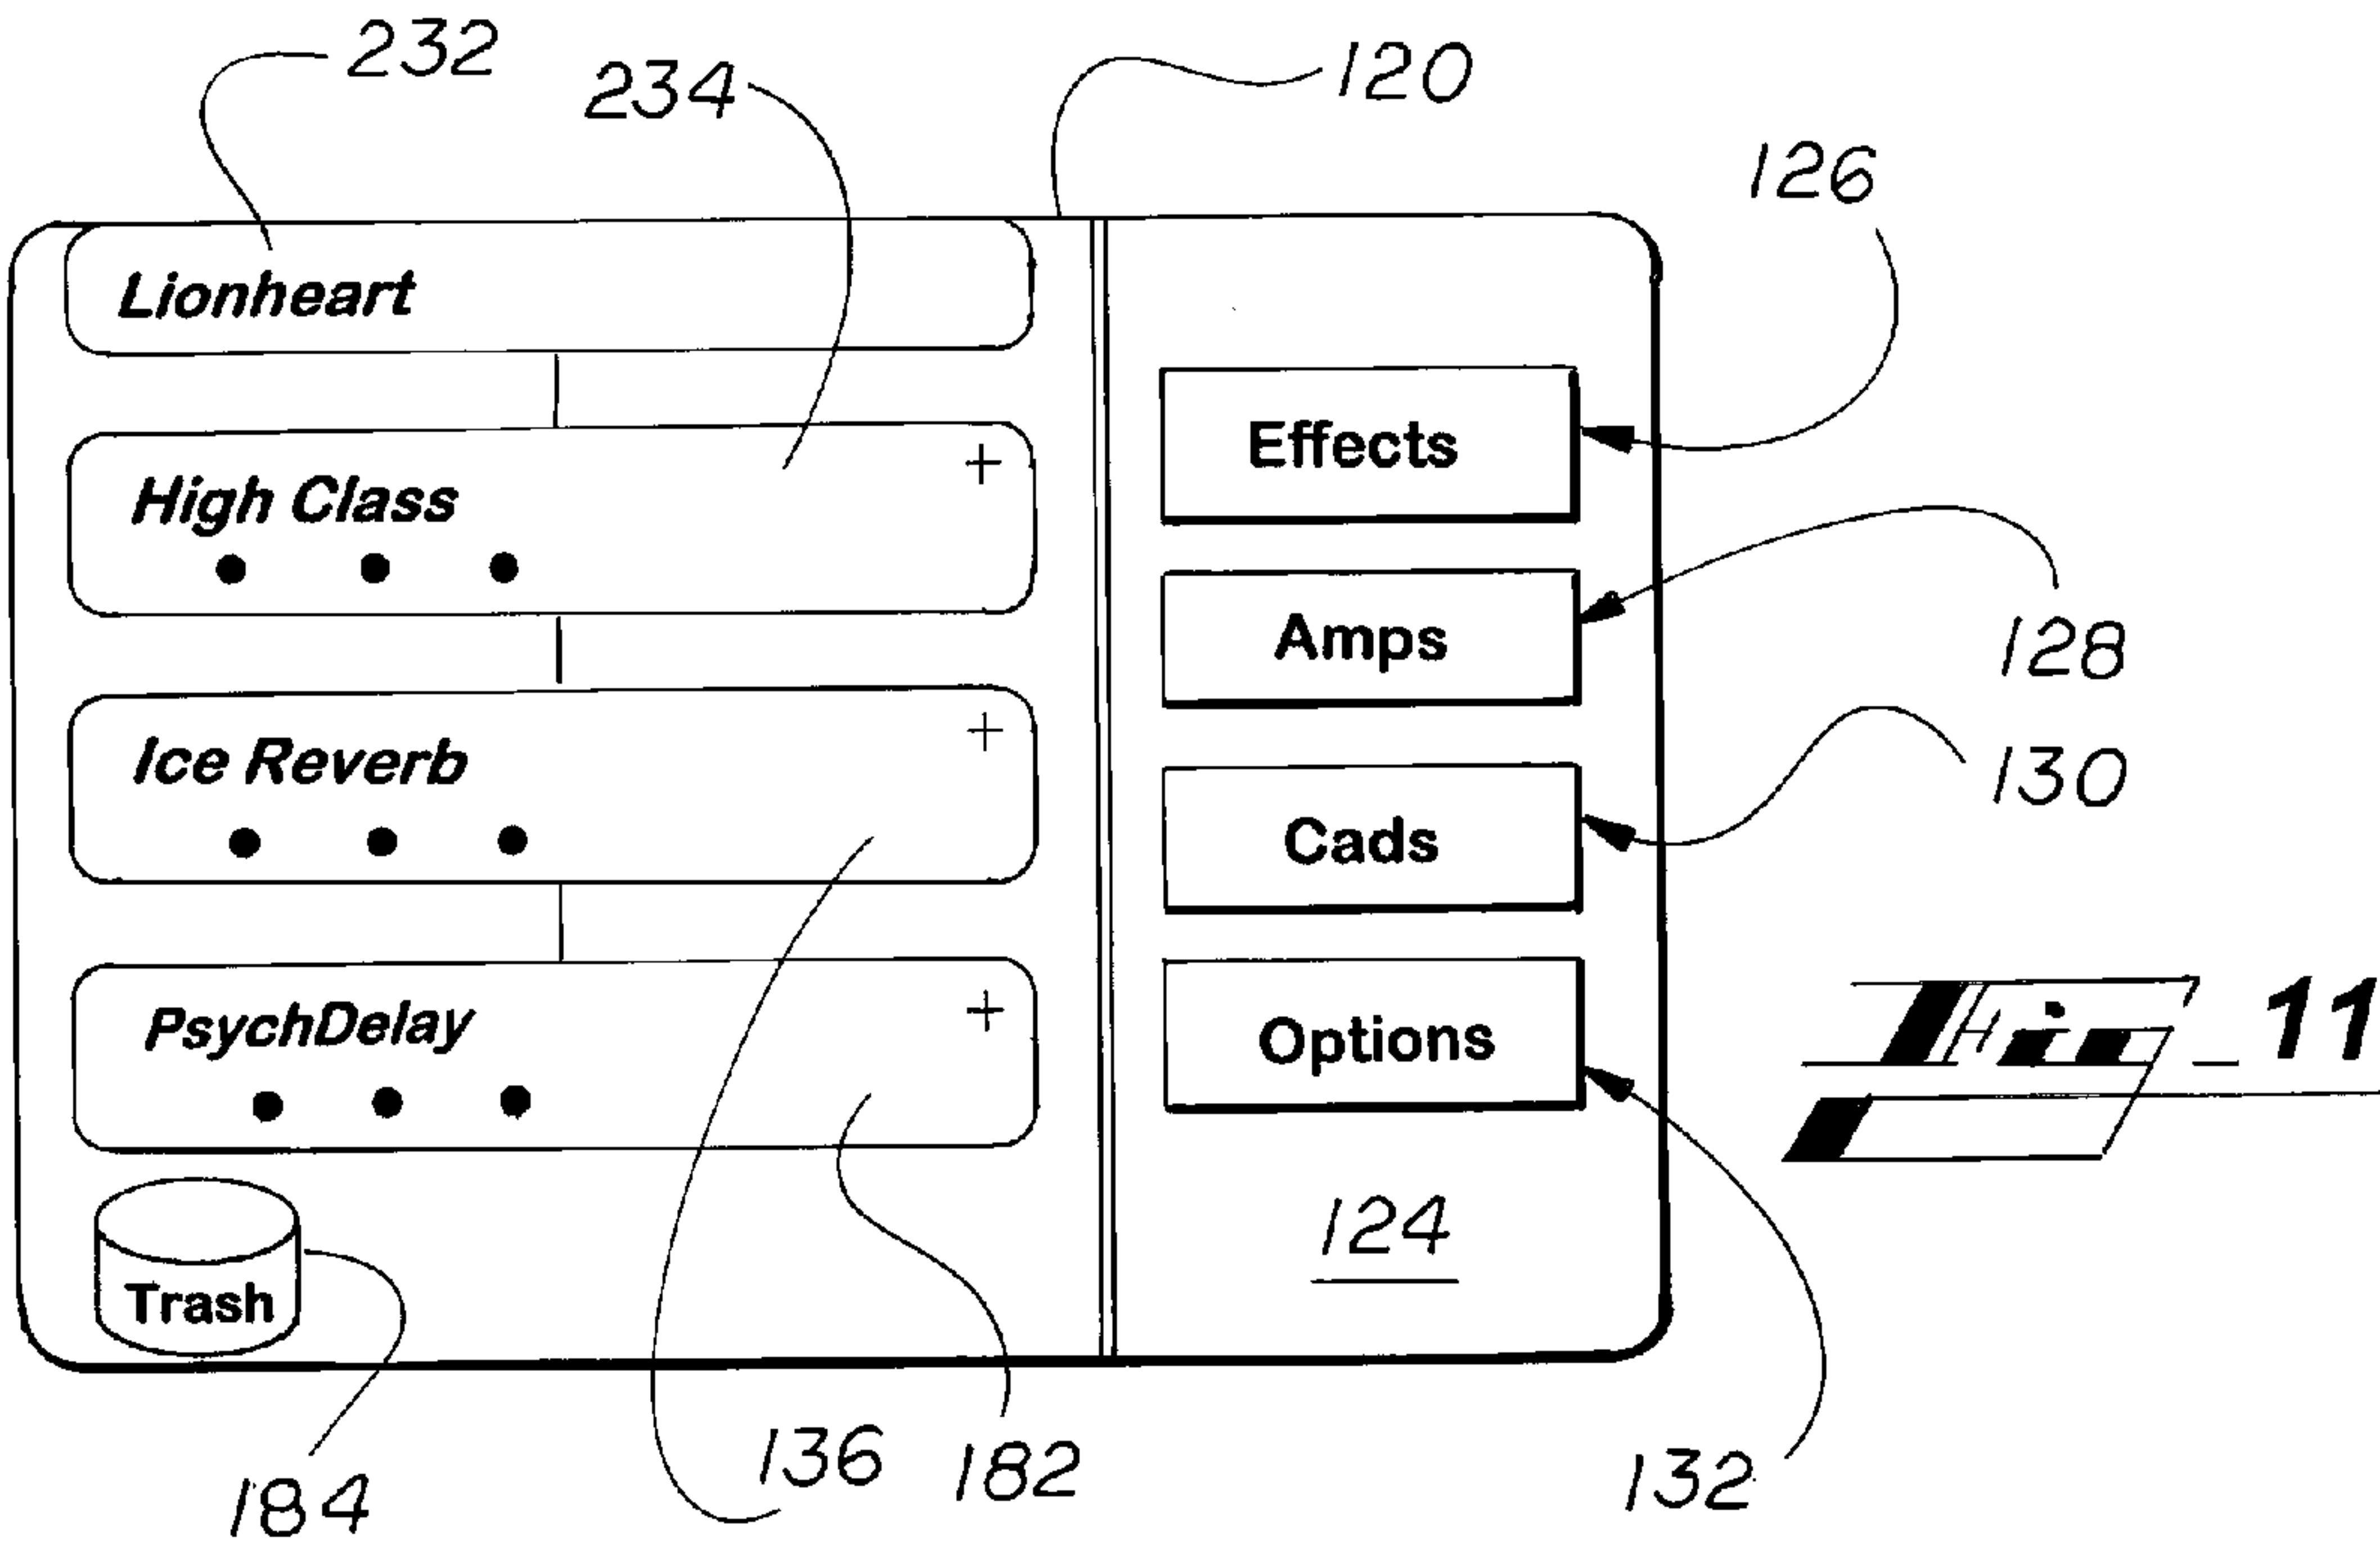 232
234
120
126
Lionheart
High Class
+
Effects
Amps
128
Ice Reverb
+
Cads
130
PsychDelay
+
Options
Fig_11
124
Trash
184
136
182
132